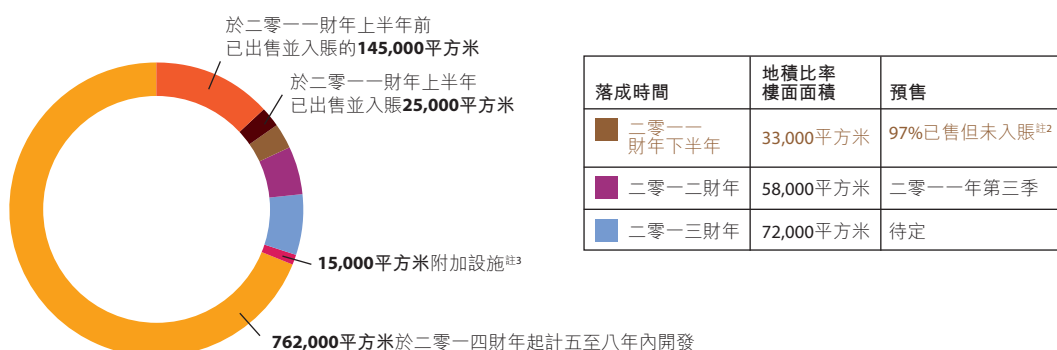 於二零一一財年上半年前
已出售並入賬的145,000平方米
於二零一一財年上半年
已出售並入賬25,000平方米
15,000平方米附加設施註3
762,000平方米於二零一四財年起計五至八年內開發
落成時間 地積比率 樓面面積 預售
二零一一 財年下半年 33,000平方米 97%已售但未入賬註2
二零一二財年 58,000平方米 二零一一年第三季
二零一三財年 72,000平方米 待定